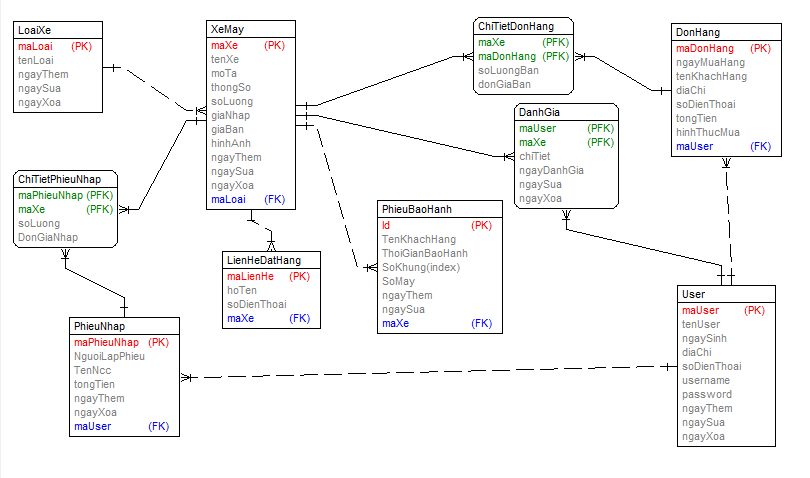 LoaiXe
maLoai (PK)
tenLoai
ngayThem
ngaySua
ngayXoa
XeMay
maXe (PK)
tenXe
moTa
thongSo
soLuong
giaNhap
giaBan
hinhAnh
ngayThem
ngaySua
ngayXoa
maLoai (FK)
ChiTietDonHang
maXe (PFK)
maDonHang (PFK)
soLuongBan
donGiaBan
DonHang
maDonHang (PK)
ngayMuaHang
tenKhachHang
diaChi
soDienThoai
tongTien
hinhThucMua
maUser (FK)
DanhGia
maUser (PFK)
maXe (PFK)
chiTiet
ngayDanhGia
ngaySua
ngayXoa
ChiTietPhieuNhap
maPhieuNhap (PFK)
maXe (PFK)
soLuong
DonGiaNhap
PhieuBaoHanh
Id (PK)
TenKhachHang
ThoiGianBaoHanh
SoKhung(index)
SoMay
ngayThem
ngaySua
maXe (FK)
LienHeDatHang
maLienHe (PK)
hoTen
soDienThoai
maXe (FK)
User
maUser (PK)
tenUser
ngaySinh
diaChi
soDienThoai
username
password
ngayThem
ngaySua
ngayXoa
PhieuNhap
maPhieuNhap (PK)
NguoiLapPhieu
TenNcc
tongTien
ngayThem
ngayXoa
maUser (FK)